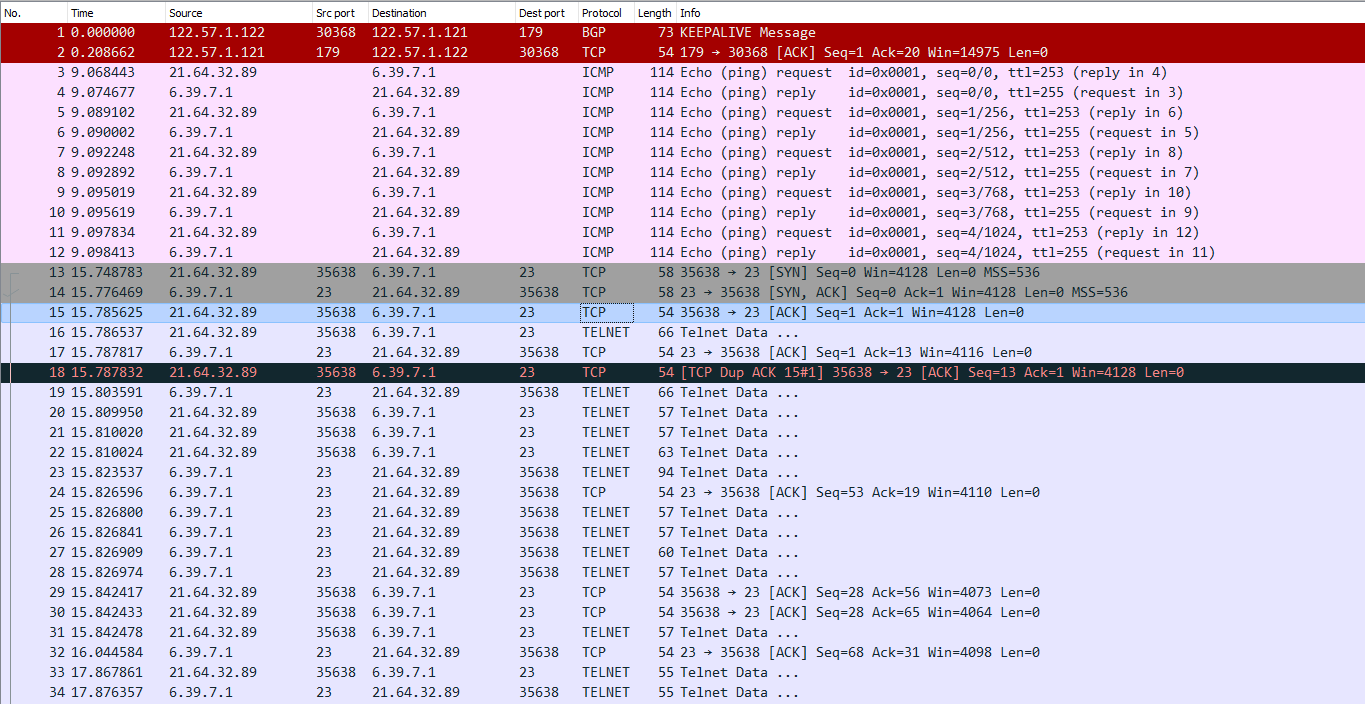 No. Time Source Src port Destination Dest port Protocol Length Info
1 0.000000 122.57.1.122 30368 122.57.1.121 179 BGP 73 KEEPALIVE Message
2 0.208662 122.57.1.121 179 122.57.1.122 30368 TCP 54 179 → 30368 [ACK] Seq=1 Ack=20 Win=14975 Len=0
3 9.068443 21.64.32.89 6.39.7.1 ICMP 114 Echo (ping) request id=0x0001, seq=0/0, ttl=253 (reply in 4)
4 9.074677 6.39.7.1 21.64.32.89 ICMP 114 Echo (ping) reply id=0x0001, seq=0/0, ttl=255 (request in 3)
5 9.089102 21.64.32.89 6.39.7.1 ICMP 114 Echo (ping) request id=0x0001, seq=1/256, ttl=253 (reply in 6)
6 9.090002 6.39.7.1 21.64.32.89 ICMP 114 Echo (ping) reply id=0x0001, seq=1/256, ttl=255 (request in 5)
7 9.092248 21.64.32.89 6.39.7.1 ICMP 114 Echo (ping) request id=0x0001, seq=2/512, ttl=253 (reply in 8)
8 9.092892 6.39.7.1 21.64.32.89 ICMP 114 Echo (ping) reply id=0x0001, seq=2/512, ttl=255 (request in 7)
9 9.095019 21.64.32.89 6.39.7.1 ICMP 114 Echo (ping) request id=0x0001, seq=3/768, ttl=253 (reply in 10)
10 9.095619 6.39.7.1 21.64.32.89 ICMP 114 Echo (ping) reply id=0x0001, seq=3/768, ttl=255 (request in 9)
11 9.097834 21.64.32.89 6.39.7.1 ICMP 114 Echo (ping) request id=0x0001, seq=4/1024, ttl=253 (reply in 12)
12 9.098413 6.39.7.1 21.64.32.89 ICMP 114 Echo (ping) reply id=0x0001, seq=4/1024, ttl=255 (request in 11)
13 15.748783 21.64.32.89 35638 6.39.7.1 23 TCP 58 35638 → 23 [SYN] Seq=0 Win=4128 Len=0 MSS=536
14 15.776469 6.39.7.1 23 21.64.32.89 35638 TCP 58 23 → 35638 [SYN, ACK] Seq=0 Ack=1 Win=4128 Len=0 MSS=536
15 15.785625 21.64.32.89 35638 6.39.7.1 23 TCP 54 35638 → 23 [ACK] Seq=1 Ack=1 Win=4128 Len=0
16 15.786537 21.64.32.89 35638 6.39.7.1 23 TELNET 66 Telnet Data ...
17 15.787817 6.39.7.1 23 21.64.32.89 35638 TCP 54 23 → 35638 [ACK] Seq=1 Ack=13 Win=4116 Len=0
18 15.787832 21.64.32.89 35638 6.39.7.1 23 TCP 54 [TCP Dup ACK 15#1] 35638 → 23 [ACK] Seq=13 Ack=1 Win=4128 Len=0
19 15.803591 6.39.7.1 23 21.64.32.89 35638 TELNET 66 Telnet Data ...
20 15.809950 21.64.32.89 35638 6.39.7.1 23 TELNET 57 Telnet Data ...
21 15.810020 21.64.32.89 35638 6.39.7.1 23 TELNET 57 Telnet Data ...
22 15.810024 21.64.32.89 35638 6.39.7.1 23 TELNET 63 Telnet Data ...
23 15.823537 6.39.7.1 23 21.64.32.89 35638 TELNET 94 Telnet Data ...
24 15.826596 6.39.7.1 23 21.64.32.89 35638 TCP 54 23 → 35638 [ACK] Seq=53 Ack=19 Win=4110 Len=0
25 15.826800 6.39.7.1 23 21.64.32.89 35638 TELNET 57 Telnet Data ...
26 15.826841 6.39.7.1 23 21.64.32.89 35638 TELNET 57 Telnet Data ...
27 15.826909 6.39.7.1 23 21.64.32.89 35638 TELNET 60 Telnet Data ...
28 15.826974 6.39.7.1 23 21.64.32.89 35638 TELNET 57 Telnet Data ...
29 15.842417 21.64.32.89 35638 6.39.7.1 23 TCP 54 35638 → 23 [ACK] Seq=28 Ack=56 Win=4073 Len=0
30 15.842433 21.64.32.89 35638 6.39.7.1 23 TCP 54 35638 → 23 [ACK] Seq=28 Ack=65 Win=4064 Len=0
31 15.842478 21.64.32.89 35638 6.39.7.1 23 TELNET 57 Telnet Data ...
32 16.044584 6.39.7.1 23 21.64.32.89 35638 TCP 54 23 → 35638 [ACK] Seq=68 Ack=31 Win=4098 Len=0
33 17.867861 21.64.32.89 35638 6.39.7.1 23 TELNET 55 Telnet Data ...
34 17.876357 6.39.7.1 23 21.64.32.89 35638 TELNET 55 Telnet Data ...